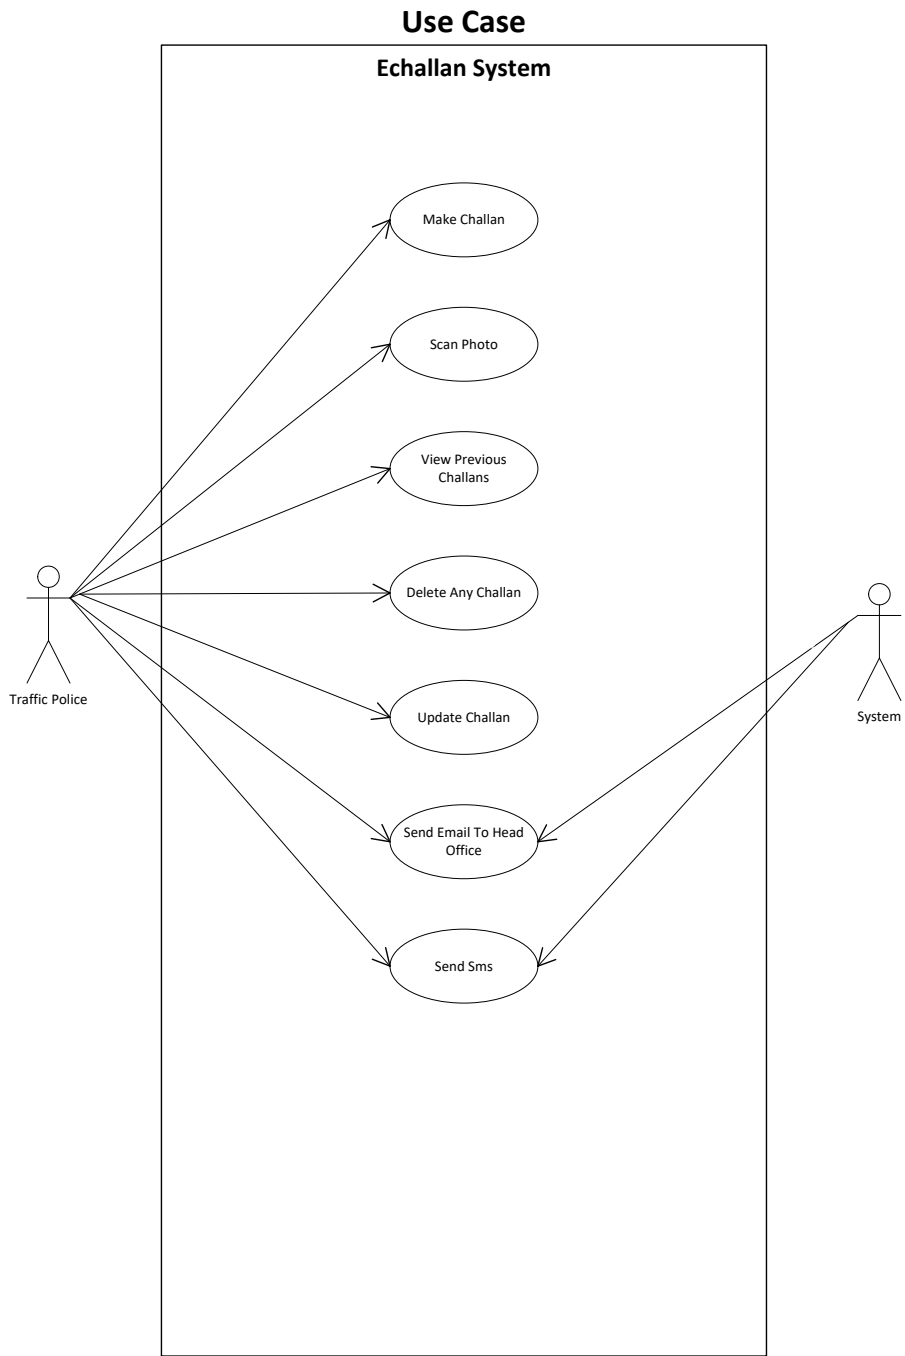 Use Case
Echallan System
Make Challan
Scan Photo
View Previous
Challans
Delete Any Challan
Traffic Police
Update Challan
System
Send Email To Head
Office
Send Sms